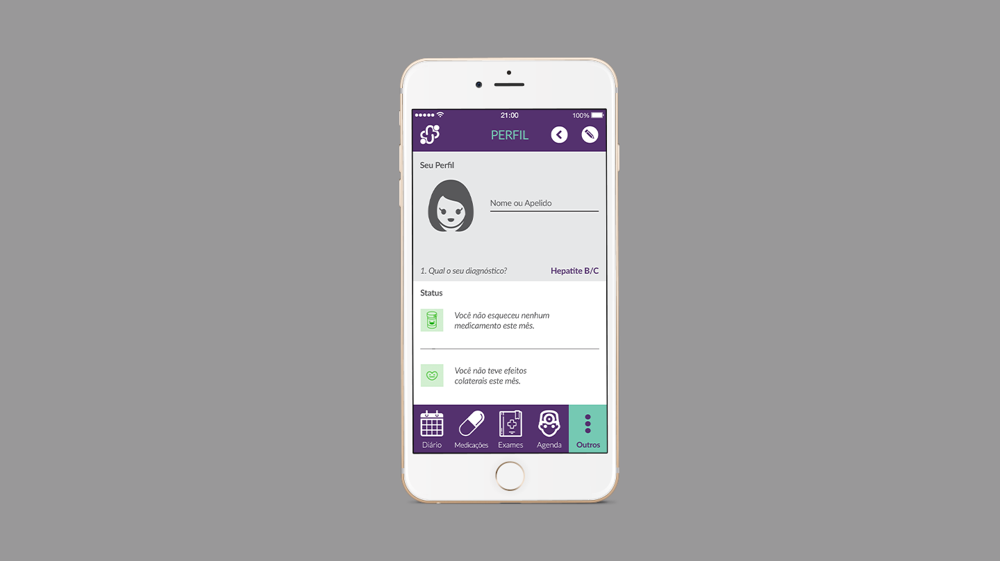 21:00
100%
PERFIL
Seu Perfil
Nome ou Apelido
1. Qual o seu diagnóstico? Hepatite B/C
Status
Você não esqueceu nenhum
medicamento este mês.
Você não teve efeitos
colaterais este mês.
Diário Medicações Exames Agenda Outros